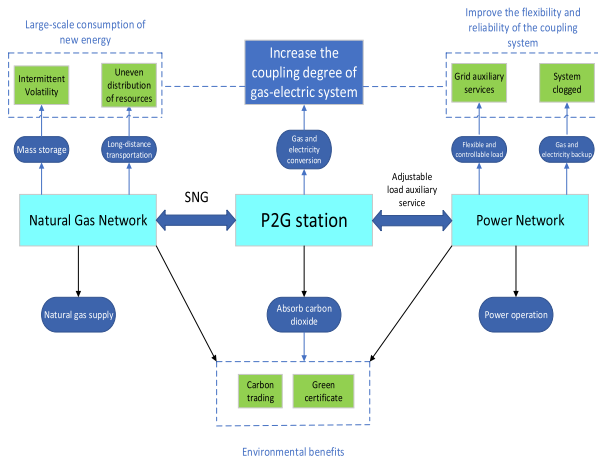 Large-scale consumption of
new energy
Improve the flexibility and
reliability of the coupling
system
Intermittent
Volatility
Uneven
distribution
of resources
Increase the
coupling degree of
gas-electric system
Grid auxiliary
services
System
clogged
Mass storage
Long-distance
transportation
Gas and
electricity
conversion
Flexible and
controllable load
Gas and
electricity backup
Natural Gas Network
SNG
P2G station
Adjustable
load auxiliary
service
Power Network
Natural gas supply
Absorb carbon
dioxide
Power operation
Carbon
trading
Green
certificate
Environmental benefits